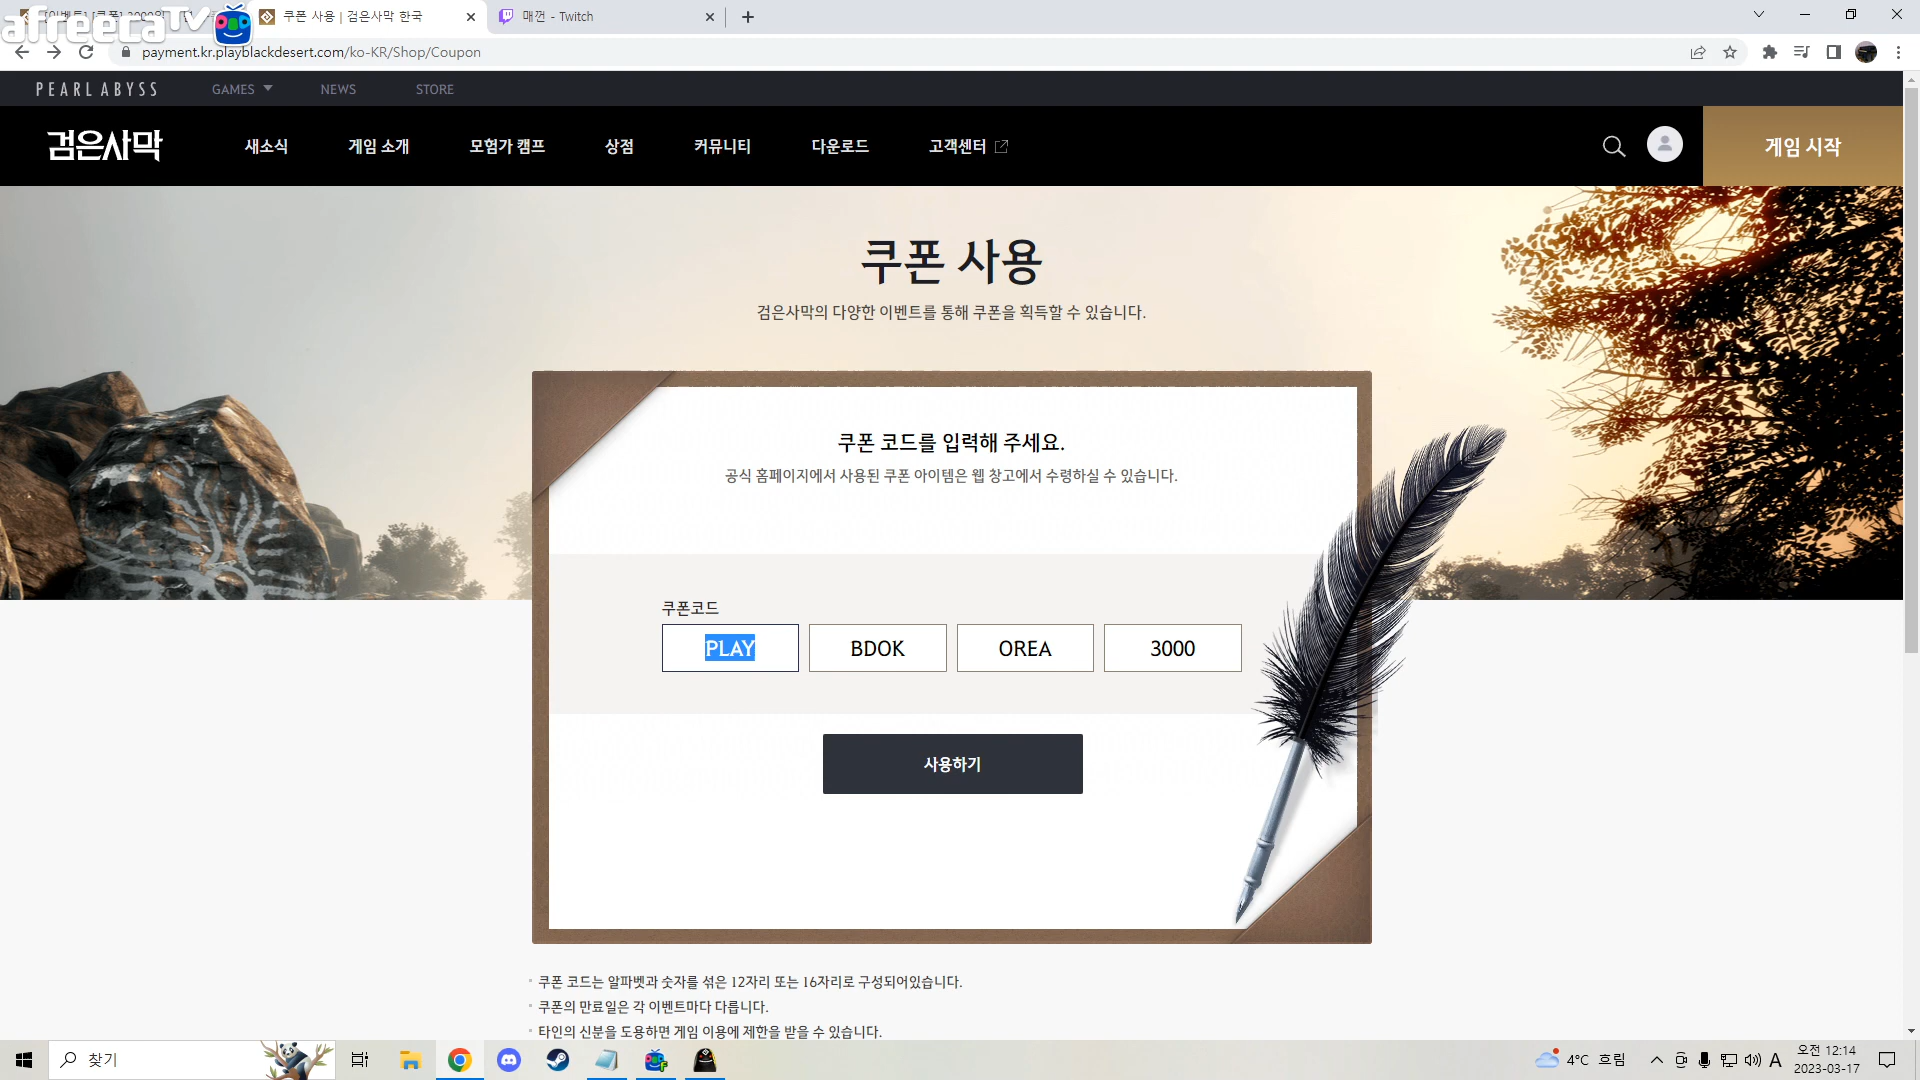 afreecaTV
쿠폰 사용 | 검은사막 한국
매껀 - Twitch
payment.kr.playblackdesert.com/ko-KR/Shop/Coupon
PEARL ABYSS
GAMES
NEWS
STORE
검은사막
새소식
게임 소개
모험가 캠프
상점
커뮤니티
다운로드
고객센터
게임 시작
쿠폰 사용
검은사막의 다양한 이벤트를 통해 쿠폰을 획득할 수 있습니다.
쿠폰 코드를 입력해 주세요.
공식 홈페이지에서 사용된 쿠폰 아이템은 웹 창고에서 수령하실 수 있습니다.
쿠폰코드
PLAY
BDOK
OREA
3000
사용하기
쿠폰 코드는 알파벳과 숫자를 섞은 12자리 또는 16자리로 구성되어있습니다.
쿠폰의 만료일은 각 이벤트마다 다릅니다.
타인의 신분을 도용하면 게임 이용에 제한을 받을 수 있습니다.
찾기
4°C 흐림
A
오전 12:14
2023-03-17